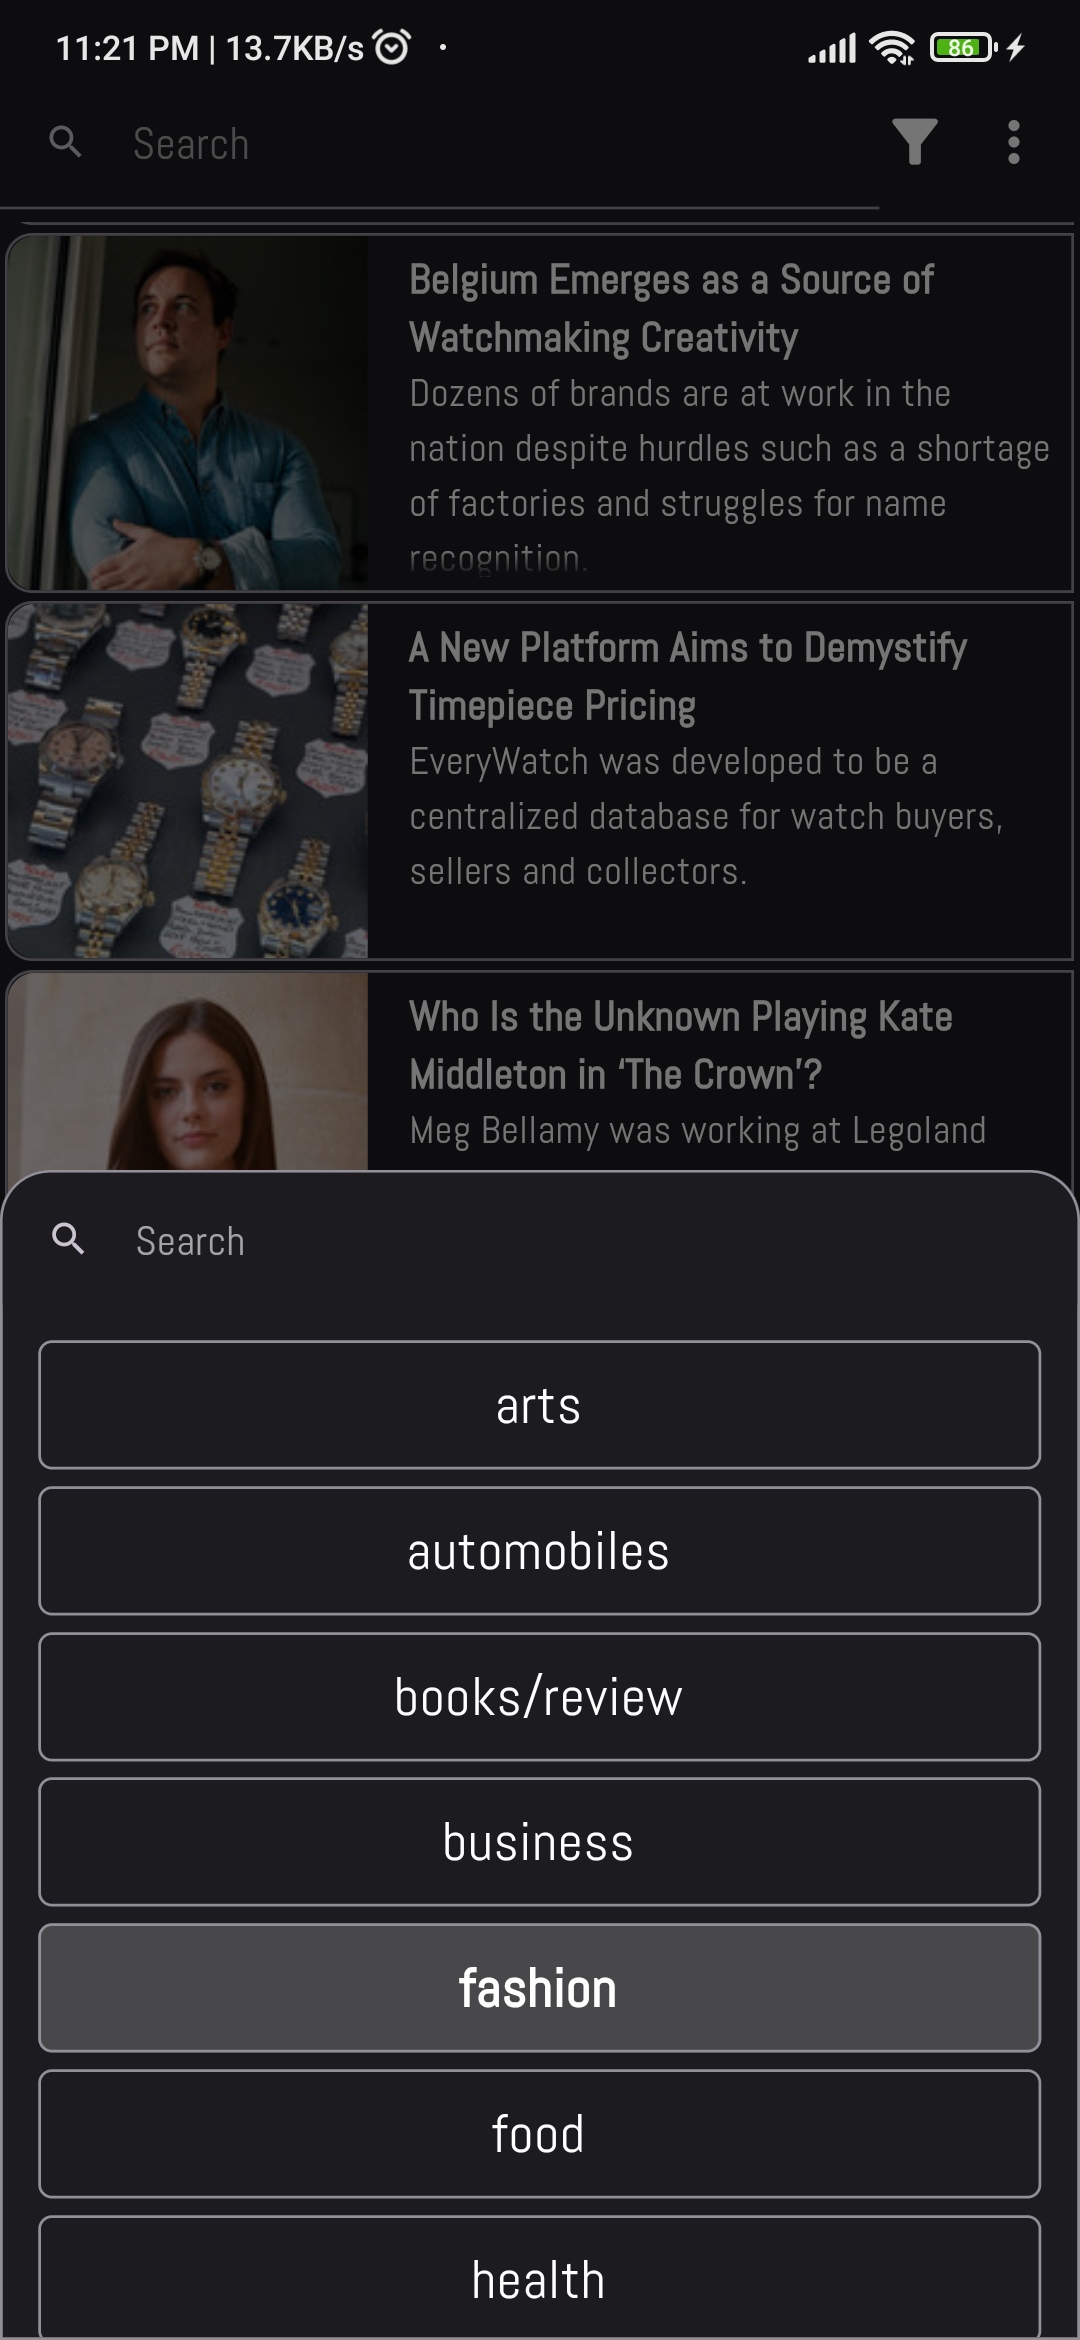 11:21 PM | 13.7KB/s
86
Search
Belgium Emerges as a Source of
Watchmaking Creativity
Dozens of brands are at work in the
nation despite hurdles such as a shortage
of factories and struggles for name
recognition.
A New Platform Aims to Demystify
Timepiece Pricing
EveryWatch was developed to be a
centralized database for watch buyers,
sellers and collectors.
Who Is the Unknown Playing Kate
Middleton in ‘The Crown’?
Meg Bellamy was working at Legoland
Search
arts
automobiles
books/review
business
fashion
food
health